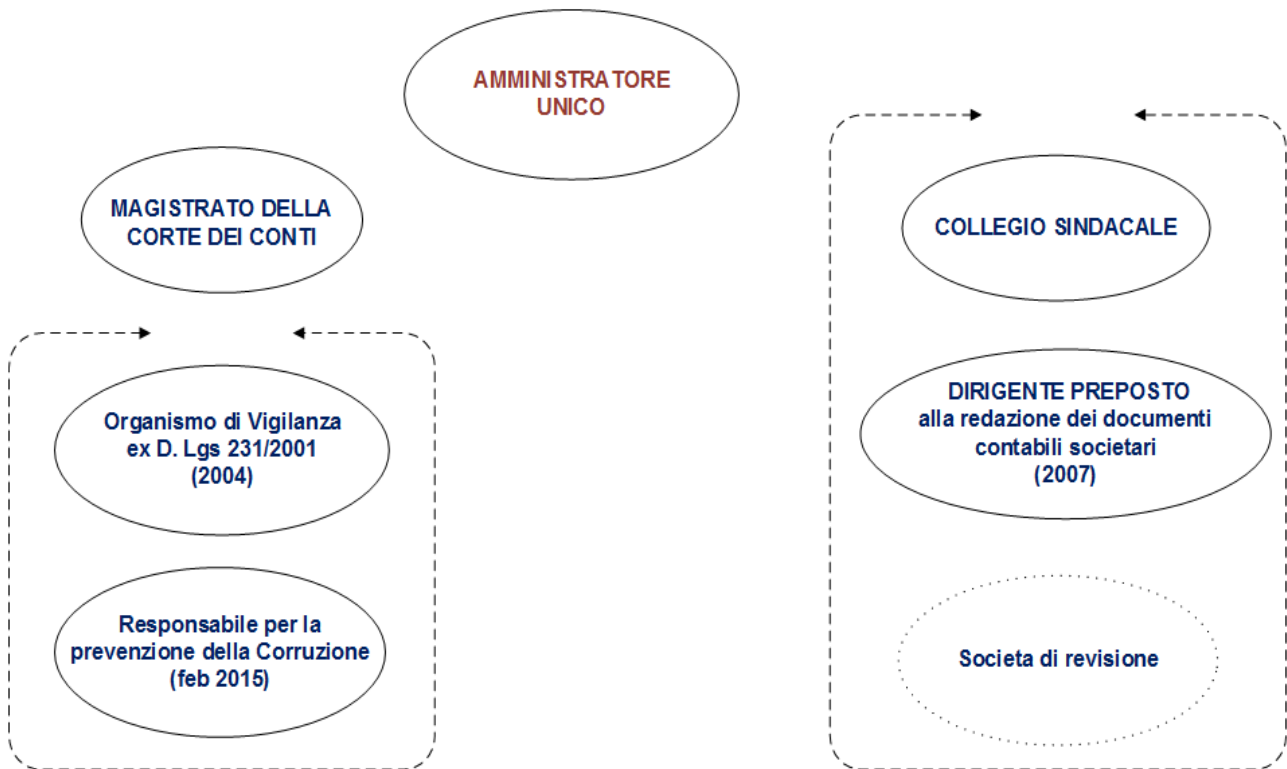 AMMINISTRATORE
UNICO
MAGISTRATO DELLA
CORTE DEI CONTI
COLLEGIO SINDACALE
Organismo di Vigilanza
ex D. Lgs 231/2001
(2004)
DIRIGENTE PREPOSTO
alla redazione dei documenti
contabili societari
(2007)
Responsabile per la
prevenzione della Corruzione
(feb 2015)
Societa di revisione